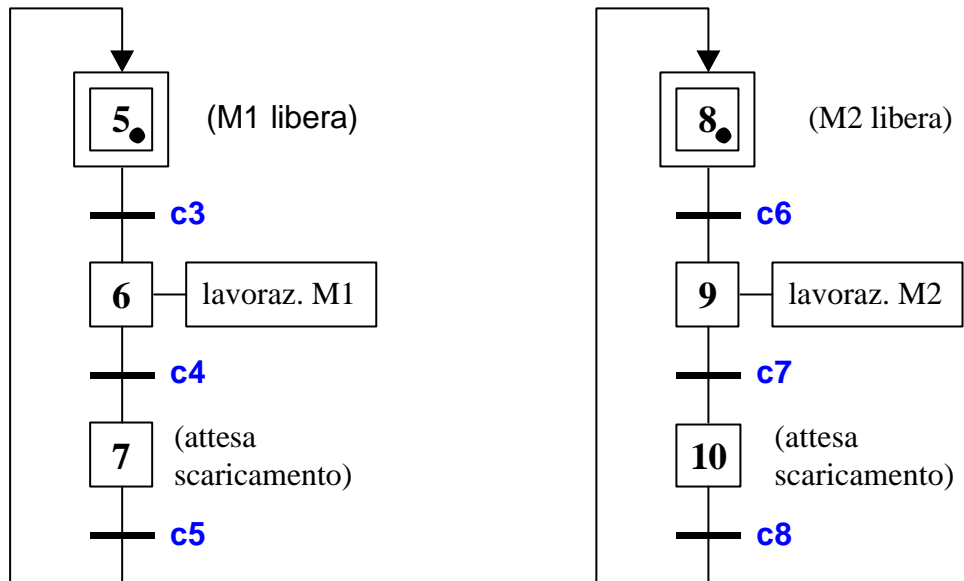 5
(M1 libera)
c3
6
lavoraz. M1
c4
7
(attesa
scaricamento)
c5
8
(M2 libera)
c6
9
lavoraz. M2
c7
10
(attesa
scaricamento)
c8